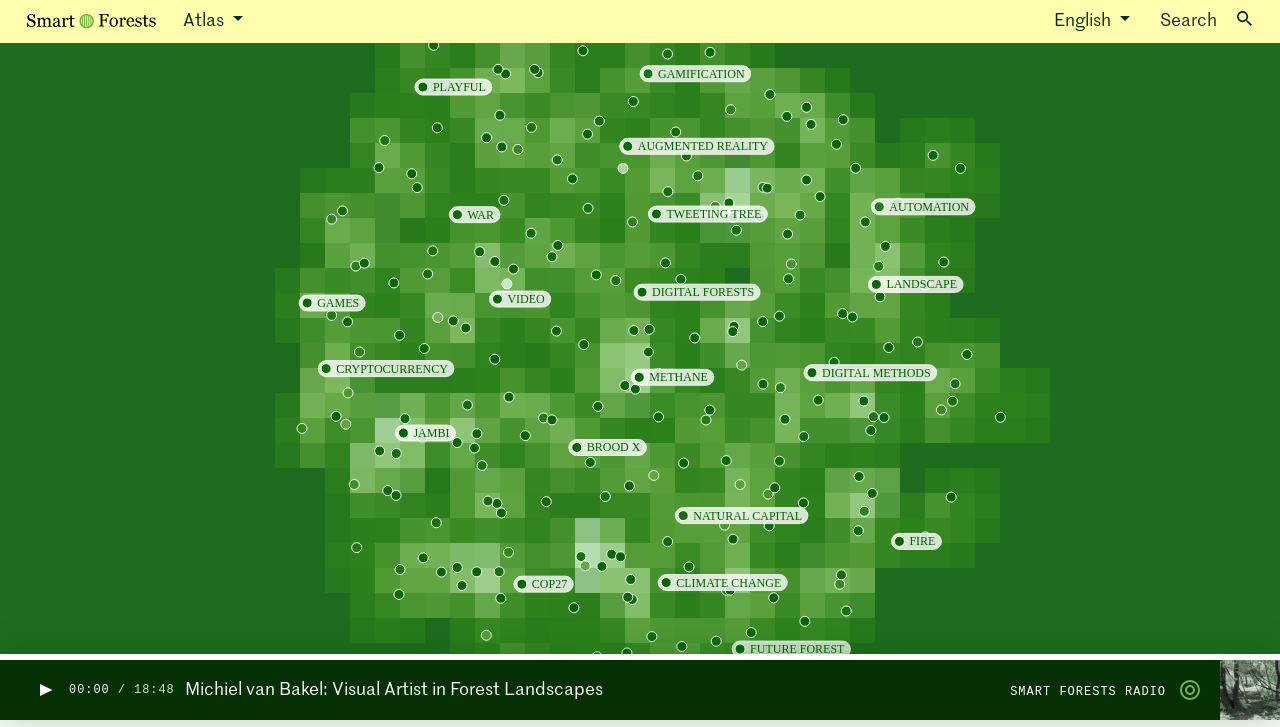 Smart Forests
Atlas
English
Search
GAMIFICATION
PLAYFUL
AUGMENTED REALITY
AUTOMATION
WAR
TWEETING TREE
LANDSCAPE
DIGITAL FORESTS
VIDEO
GAMES
CRYPTOCURRENCY
DIGITAL METHODS
METHANE
JAMBI
BROOD X
NATURAL CAPITAL
FIRE
COP27
CLIMATE CHANGE
FUTURE FOREST
00:00 / 18:48
Michiel van Bakel: Visual Artist in Forest Landscapes
SMART FORESTS RADIO